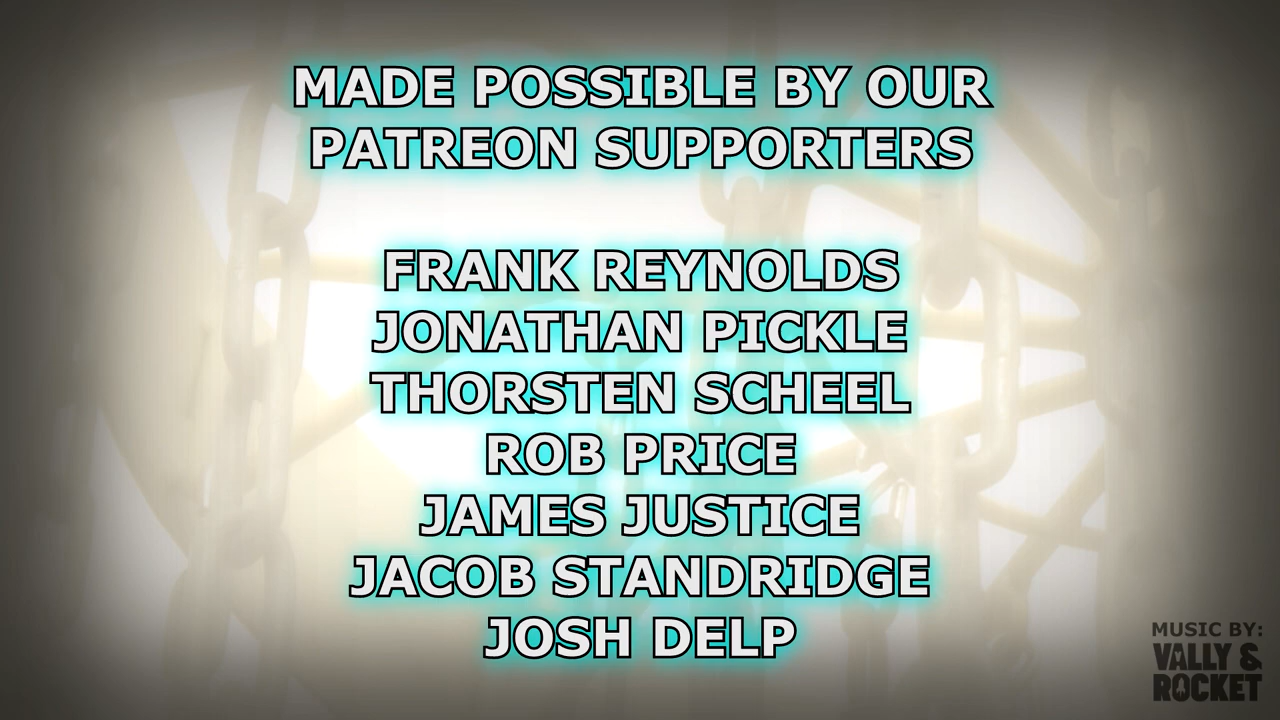 MADE POSSIBLE BY OUR
PATREON SUPPORTERS
FRANK REYNOLDS
JONATHAN PICKLE
THORSTEN SCHEEL
ROB PRICE
JAMES JUSTICE
JACOB STANDRIDGE
JOSH DELP
MUSIC BY:
VALLY &
ROCKET